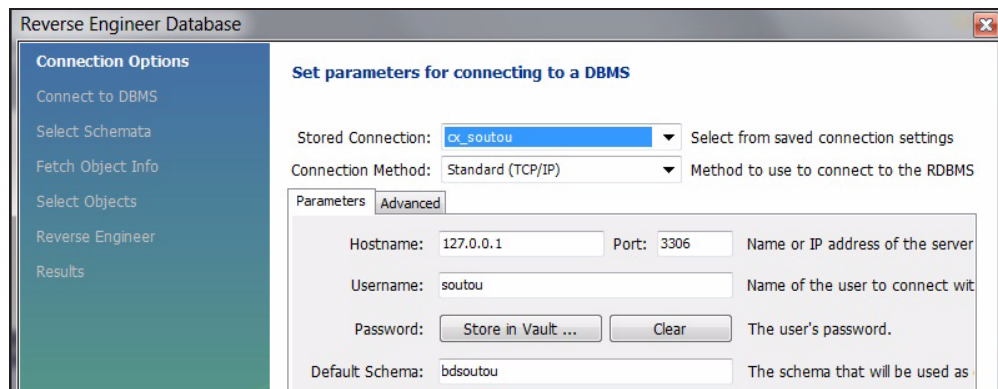 Reverse Engineer Database
Connection Options
Connect to DBMS
Select Schemata
Fetch Object Info
Select Objects
Reverse Engineer
Results
Set parameters for connecting to a DBMS
Stored Connection: cx_soutou Select from saved connection settings
Connection Method: Standard (TCP/IP) Method to use to connect to the RDBMS
Parameters Advanced
Hostname: 127.0.0.1 Port: 3306 Name or IP address of the server
Username: soutou Name of the user to connect wit
Password: Store in Vault ... Clear The user's password.
Default Schema: bdsoutou The schema that will be used as